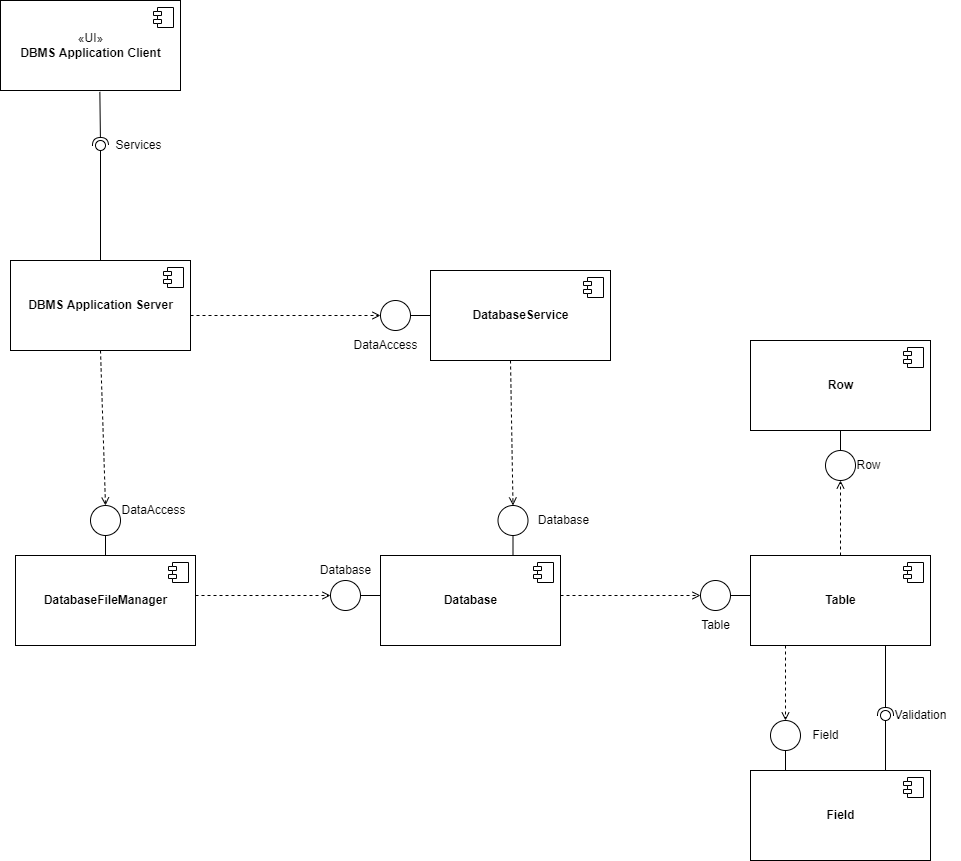 «UI»
DBMS Application Client
Services
DBMS Application Server
DatabaseService
DataAccess
Row
Row
DataAccess
Database
Database
DatabaseFileManager
Database
Table
Table
Validation
Field
Field